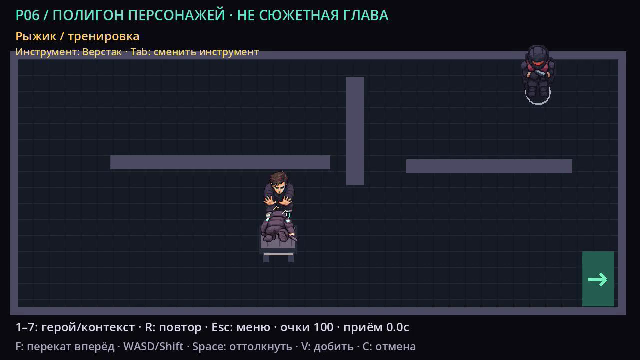 P06 / ПОЛИГОН ПЕРСОНАЖЕЙ · НЕ СЮЖЕТНАЯ ГЛАВА
Рыжик / тренировка
Инструмент: Верстак · Tab: сменить инструмент
1–7: герой/контекст · R: повтор · Esc: меню · очки 100 · приём 0.0с
F: перекат вперёд · WASD/Shift · Space: оттолкнуть · V: добить · C: отмена